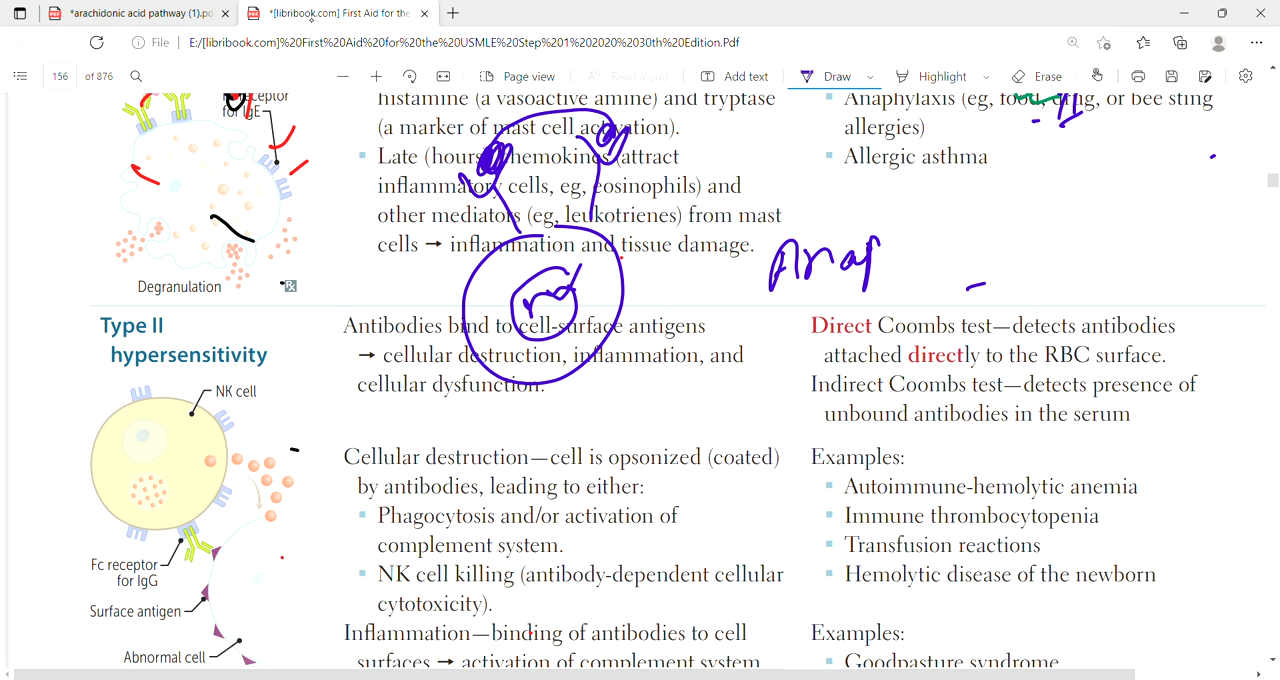 *arachidonic acid pathway (1).pd
*[libribook.com] First Aid for the
File
E:/[libribook.com]%20First%20Aid%20for%20the%20USMLE%20Step%201%202020%2030th%20Edition.Pdf
156
of 876
Page view
Read aloud
Add text
Draw
Highlight
Erase
receptor
for IgE
Degranulation
histamine (a vasoactive amine) and tryptase
(a marker of mast cell activation).
Late (hours): chemokines (attract
inflammatory cells, eg, eosinophils) and
other mediators (eg, leukotrienes) from mast
cells → inflammation and tissue damage.
Anaphylaxis (eg, food, drug, or bee sting
allergies)
Allergic asthma
Rx
Type II
hypersensitivity
NK cell
Fc receptor
for IgG
Surface antigen
Abnormal cell
Antibodies bind to cell-surface antigens
→ cellular destruction, inflammation, and
cellular dysfunction.
Cellular destruction—cell is opsonized (coated)
by antibodies, leading to either:
Phagocytosis and/or activation of
complement system.
NK cell killing (antibody-dependent cellular
cytotoxicity).
Inflammation—binding of antibodies to cell
surfaces → activation of complement system
Direct Coombs test—detects antibodies
attached directly to the RBC surface.
Indirect Coombs test—detects presence of
unbound antibodies in the serum
Examples:
Autoimmune-hemolytic anemia
Immune thrombocytopenia
Transfusion reactions
Hemolytic disease of the newborn
Examples:
Goodpasture syndrome